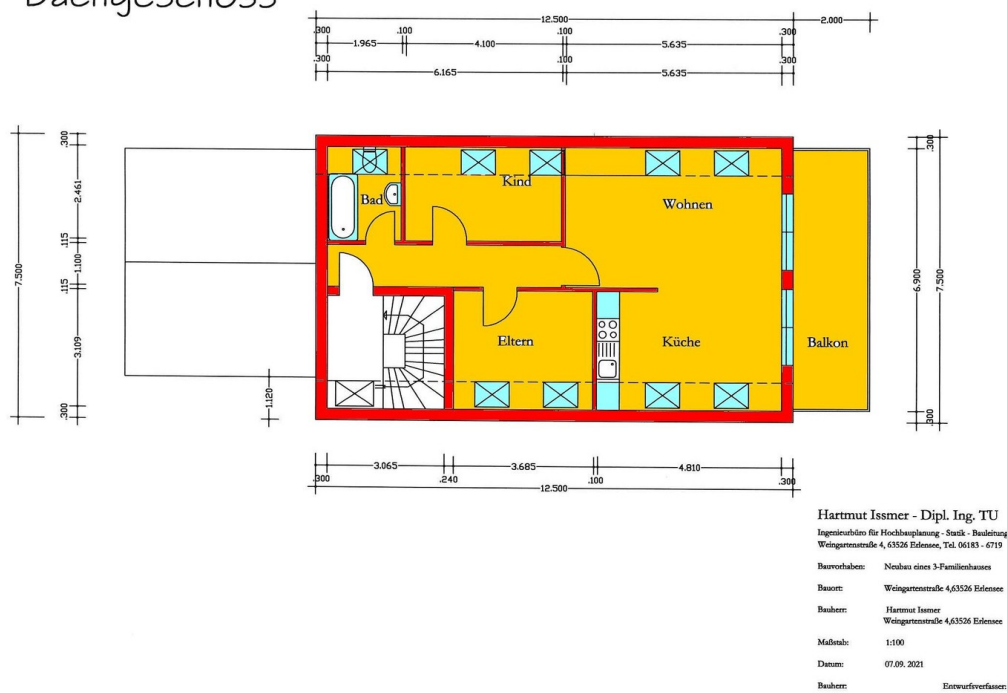 Dachgeschoss
12.500
2.000
.300
.100
.100
.300
1.965
4.100
5.635
.300
.100
.300
6.165
5.635
.300
2.461
.115
1.100
.115
3.109
.300
7.500
1.120
.300
6.900
7.500
.300
Bad
Kind
Wohnen
Eltern
Küche
Balkon
3.065
3.685
4.810
.300
.240
.100
.300
12.500
Hartmut Issmer - Dipl. Ing. TU
Ingenieurbüro für Hochbauplanung - Statik - Bauleitung
Weingartenstraße 4, 63526 Erlensee, Tel. 06183 - 6719
Bauvorhaben: Neubau eines 3-Familienhauses
Bauort: Weingartenstraße 4,63526 Erlensee
Bauherr: Hartmut Issmer
Weingartenstraße 4,63526 Erlensee
Maßstab: 1:100
Datum: 07.09. 2021
Bauherr: Entwurfsverfasser: